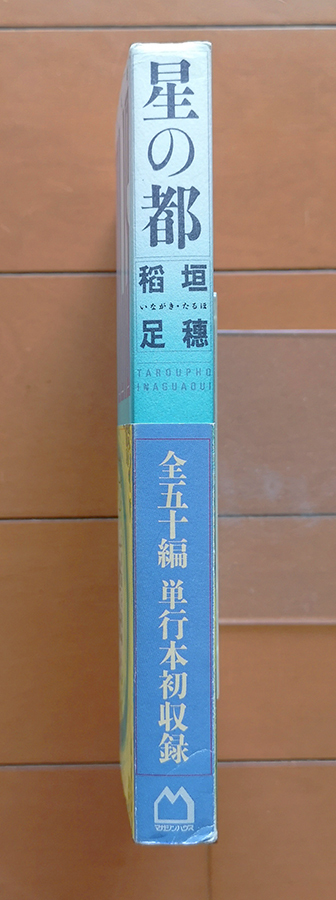 星の都
稲垣
いながき・たるほ
足穂
TAROUPHO
INAGUAQUI
全五十編 単行本初収録
マガジンハウス